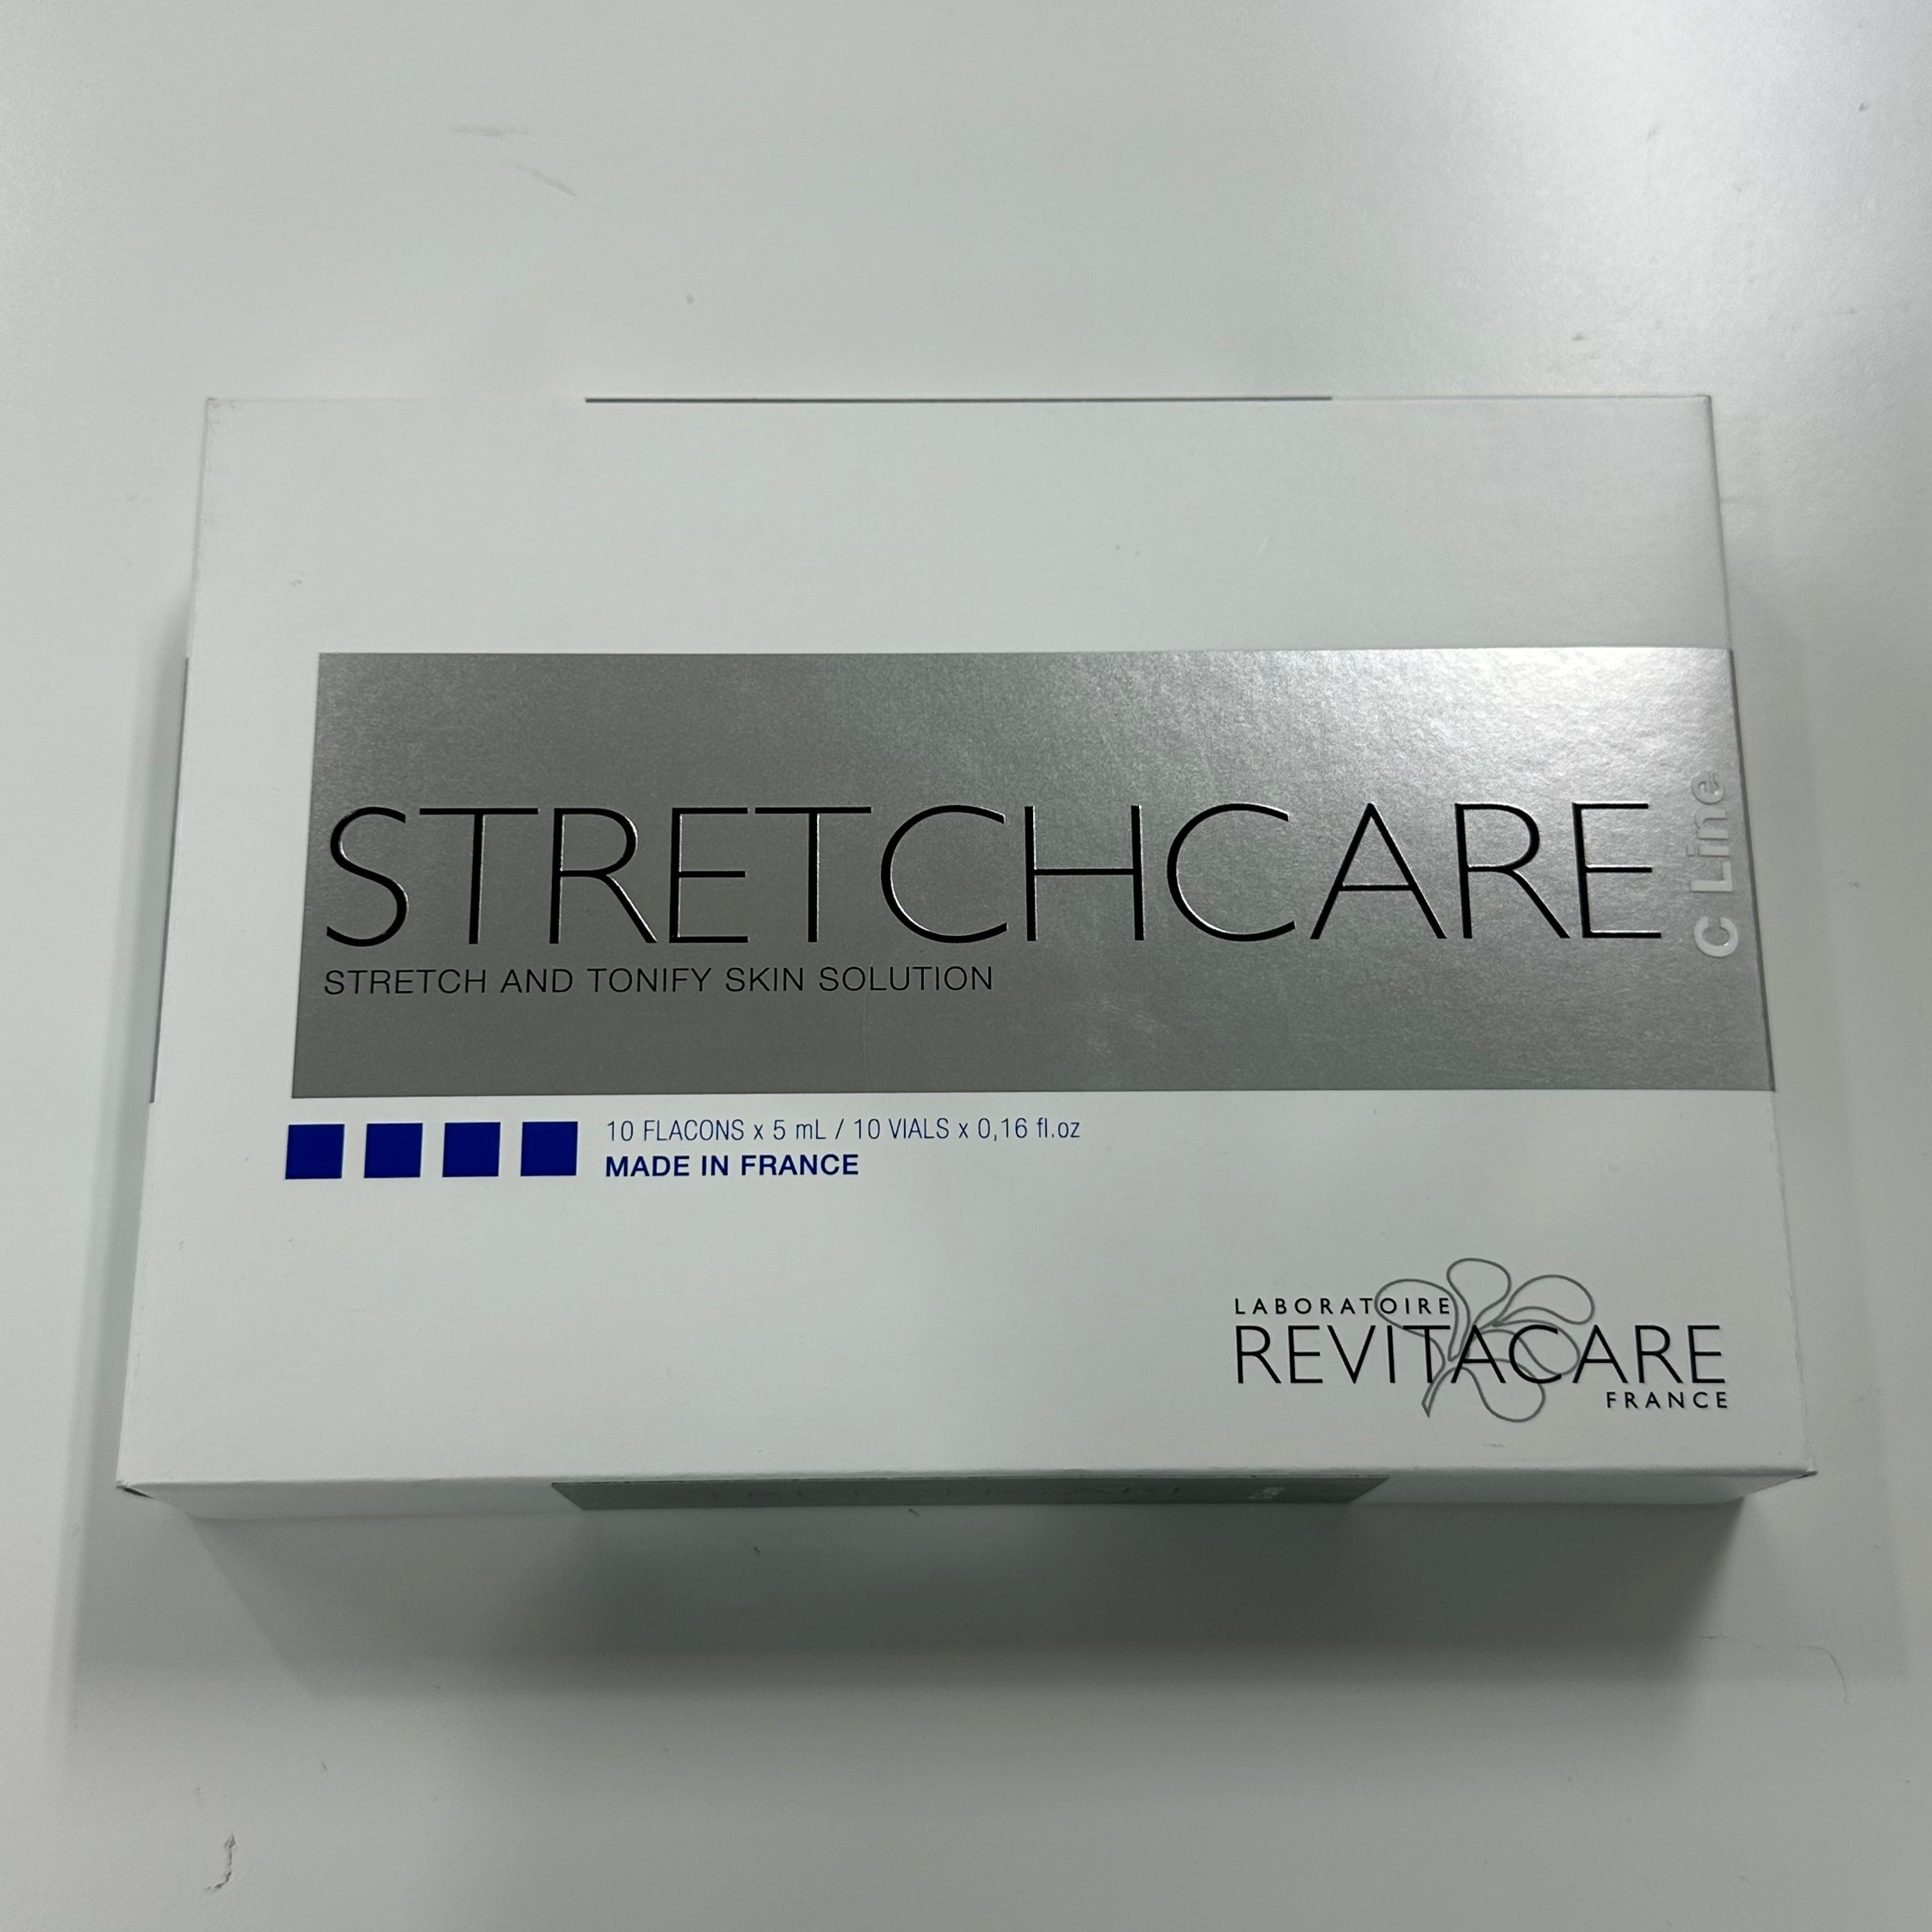 STRETCHCARE
C Line
STRETCH AND TONIFY SKIN SOLUTION
10 FLACONS x 5 mL / 10 VIALS x 0,16 fl.oz
MADE IN FRANCE
LABORATOIRE
REVITACARE
FRANCE